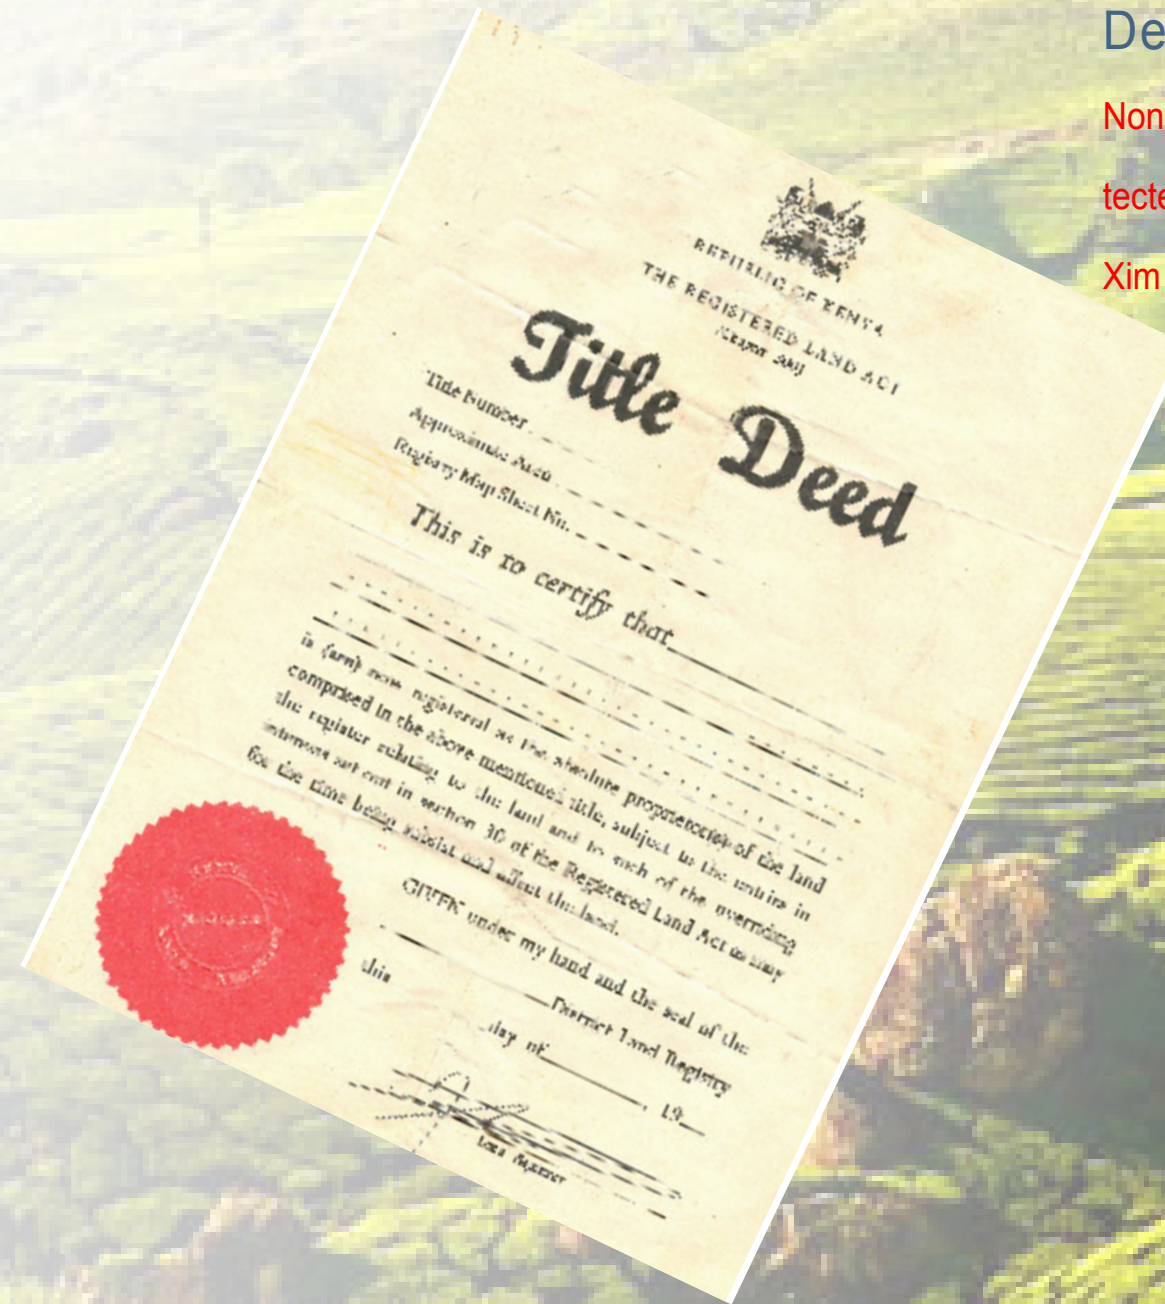 De
Non
tecte
Xim
REPUBLIC OF KENYA
THE REGISTERED LAND ACT
(Chapter 300)
Title Deed
Title Number
Approximate Area
Registry Map Sheet No.
This is to certify that
is (are) now registered as the absolute proprietor(s) of the land
comprised in the above mentioned title, subject to the entries in
the register relating to the land and to such of the overriding
interests set out in section 30 of the Registered Land Act as may
for the time being subsist and affect the land.
GIVEN under my hand and the seal of the
District Land Registry
this
day of
, 19
Land Registrar